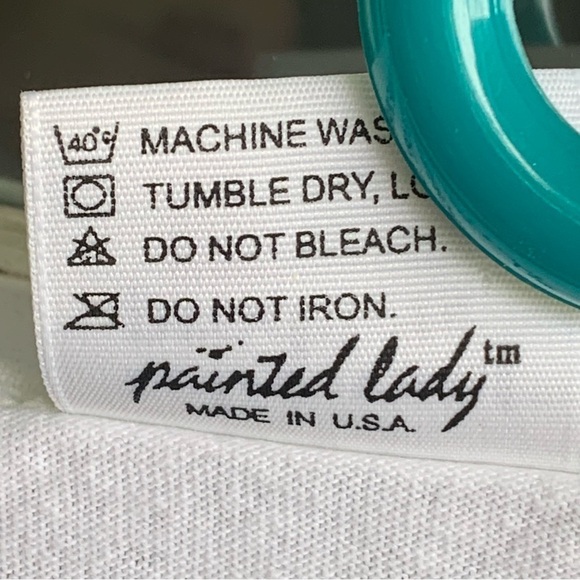 40°c MACHINE WAS
TUMBLE DRY, L
DO NOT BLEACH.
DO NOT IRON.
painted lady tm
MADE IN U.S.A.